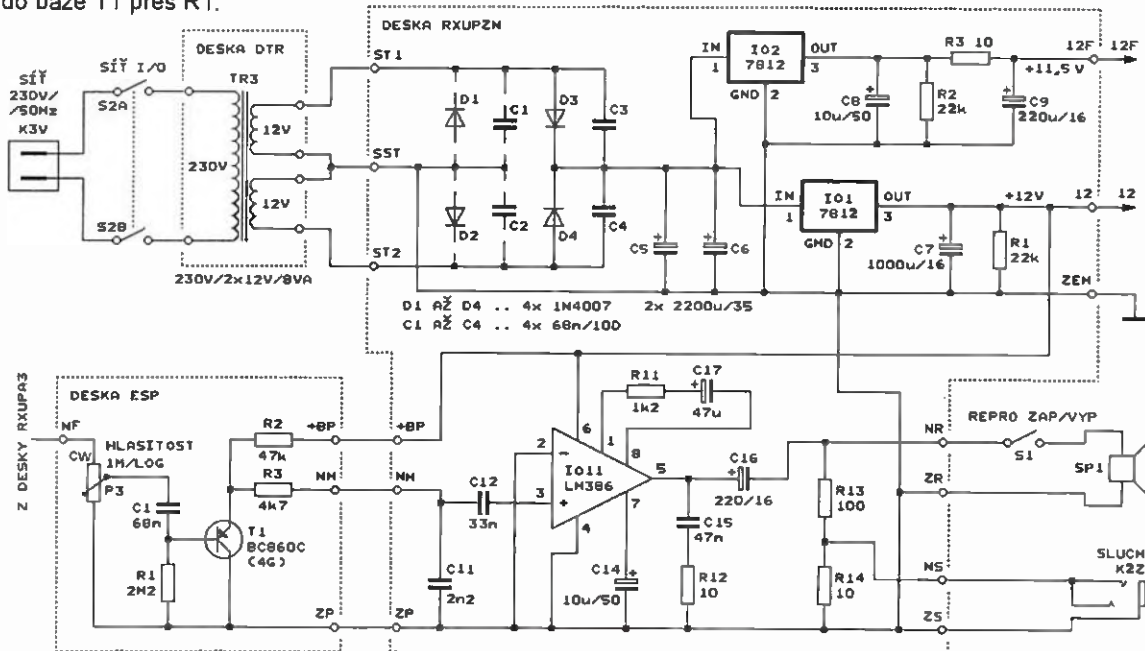 do báze T1 přes R1.
DESKA RXUPZN
DESKA DTR
SÍŤ
230V/
/50Hz
K3V
SÍŤ I/O
S2A
S2B
TR3
230V
12V
12V
230V/2x12V/8VA
ST1
SST
ST2
D1
C1
D3
C3
D2
C2
D4
C4
C5
C6
D1 AŽ D4 .. 4x 1N4007
C1 AŽ C4 .. 4x 68n/100
2x 2200u/35
IN
1
IO2
7812
OUT
3
GND
2
C8
10u/50
R2
22k
R3 10
+11,5 V
C9
220u/16
12F
12F
IN
1
IO1
7812
OUT
3
GND
2
C7
1000u/16
+12V
R1
22k
12
12
ZEM
Z DESKY RXUPA3
DESKA ESP
NF
CW
HLASITOST
1M/LOG
P3
C1
68n
R1
2M2
T1
BC860C
(4G)
R2
47k
R3
4k7
+BP
+BP
NM
NM
ZP
ZP
C11
2n2
C12
33n
2
3
6
1
8
5
7
4
IO11
LM386
R11
1k2
C17
47u
C14
10u/50
C15
47n
R12
10
C16
220/16
R13
100
R14
10
NR
ZR
NS
ZS
REPRO ZAP/VYP
S1
SP1
SLUCH
K2Z